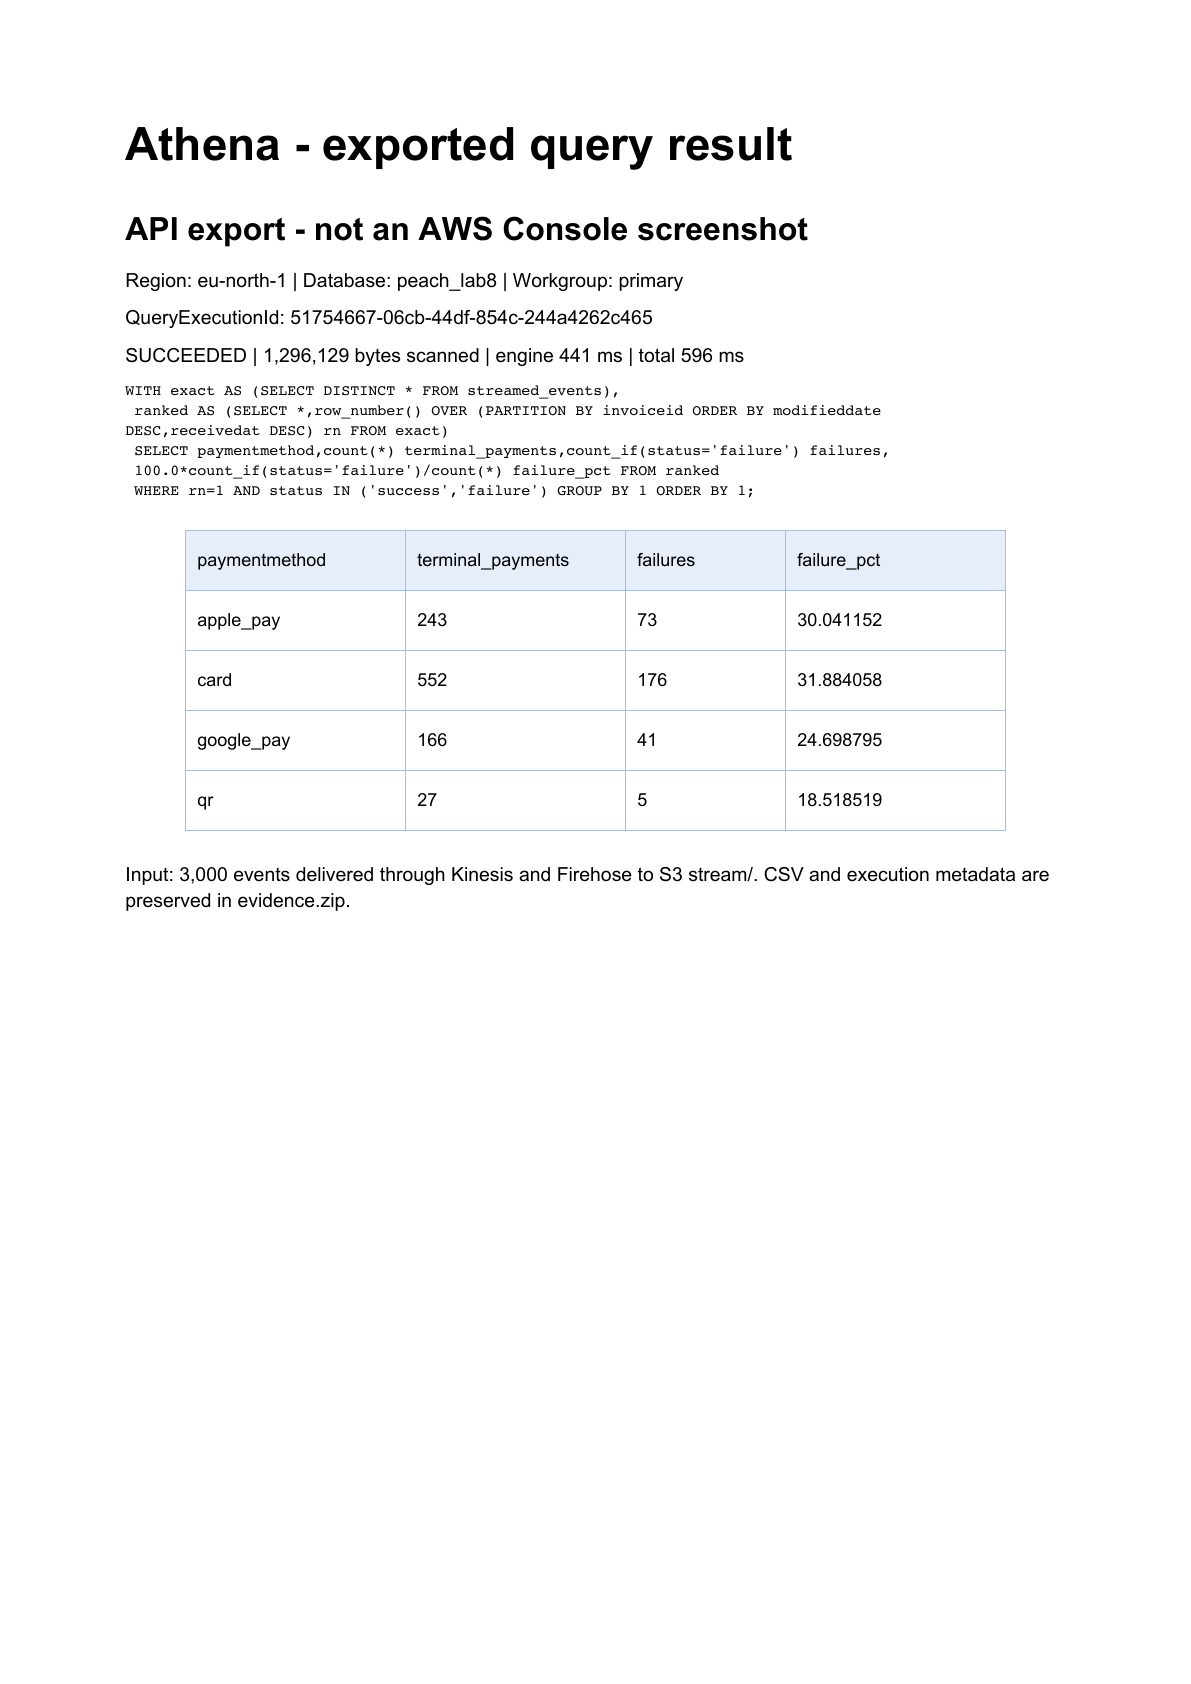 Athena - exported query result
API export - not an AWS Console screenshot
Region: eu-north-1 | Database: peach_lab8 | Workgroup: primary
QueryExecutionId: 51754667-06cb-44df-854c-244a4262c465
SUCCEEDED | 1,296,129 bytes scanned | engine 441 ms | total 596 ms
WITH exact AS (SELECT DISTINCT * FROM streamed_events),
ranked AS (SELECT *,row_number() OVER (PARTITION BY invoiceid ORDER BY modifieddate
DESC,receivedat DESC) rn FROM exact)
SELECT paymentmethod,count(*) terminal_payments,count_if(status='failure') failures,
100.0*count_if(status='failure')/count(*) failure_pct FROM ranked
WHERE rn=1 AND status IN ('success','failure') GROUP BY 1 ORDER BY 1;
paymentmethod terminal_payments failures failure_pct
apple_pay 243 73 30.041152
card 552 176 31.884058
google_pay 166 41 24.698795
qr 27 5 18.518519
Input: 3,000 events delivered through Kinesis and Firehose to S3 stream/. CSV and execution metadata are
preserved in evidence.zip.